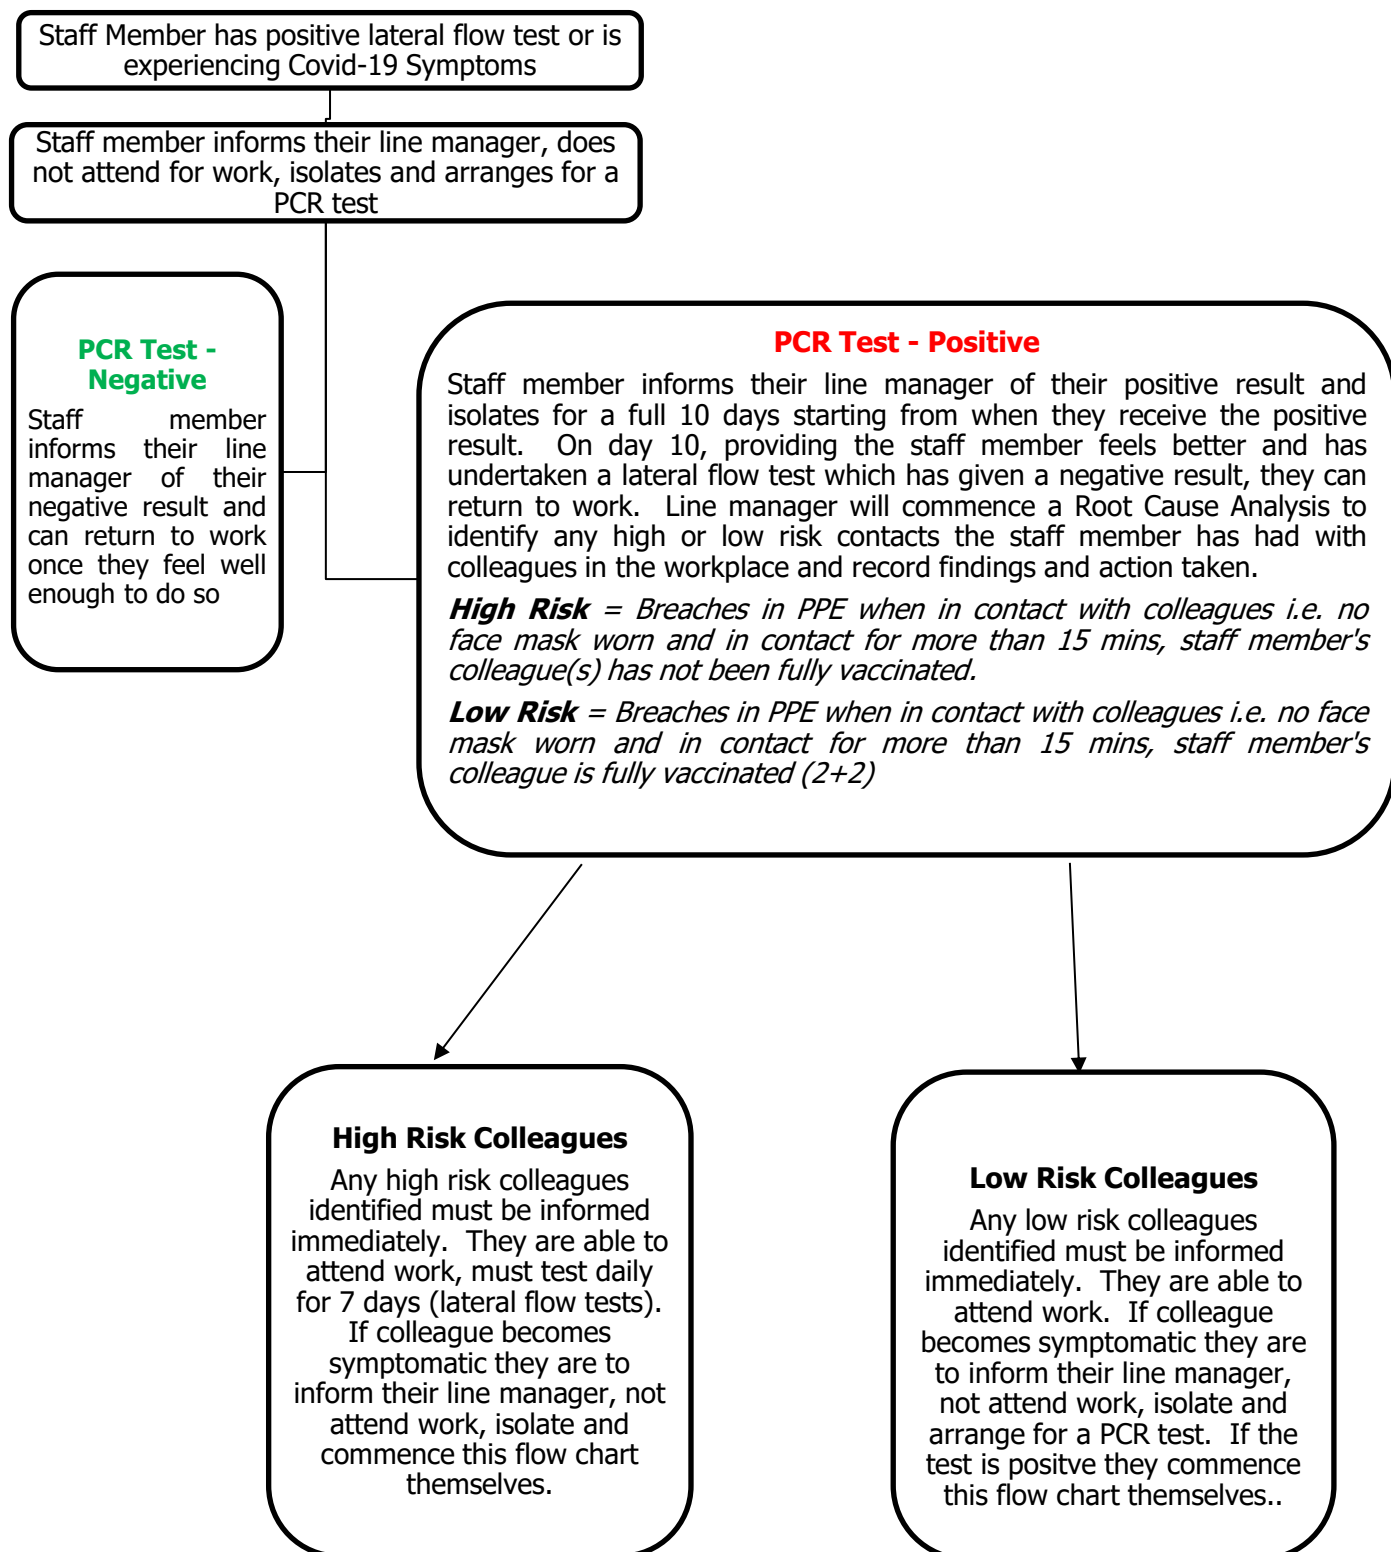 Staff Member has positive lateral flow test or is
experiencing Covid-19 Symptoms
Staff member informs their line manager, does
not attend for work, isolates and arranges for a
PCR test
PCR Test -
Negative
Staff member
informs their line
manager of their
negative result and
can return to work
once they feel well
enough to do so
PCR Test - Positive
Staff member informs their line manager of their positive result and
isolates for a full 10 days starting from when they receive the positive
result. On day 10, providing the staff member feels better and has
undertaken a lateral flow test which has given a negative result, they can
return to work. Line manager will commence a Root Cause Analysis to
identify any high or low risk contacts the staff member has had with
colleagues in the workplace and record findings and action taken.
High Risk = Breaches in PPE when in contact with colleagues i.e. no
face mask worn and in contact for more than 15 mins, staff member's
colleague(s) has not been fully vaccinated.
Low Risk = Breaches in PPE when in contact with colleagues i.e. no face
mask worn and in contact for more than 15 mins, staff member's
colleague is fully vaccinated (2+2)
High Risk Colleagues
Any high risk colleagues
identified must be informed
immediately. They are able to
attend work, must test daily
for 7 days (lateral flow tests).
If colleague becomes
symptomatic they are to
inform their line manager, not
attend work, isolate and
commence this flow chart
themselves.
Low Risk Colleagues
Any low risk colleagues
identified must be informed
immediately. They are able to
attend work. If colleague
becomes symptomatic they are
to inform their line manager,
not attend work, isolate and
arrange for a PCR test. If the
test is positve they commence
this flow chart themselves..